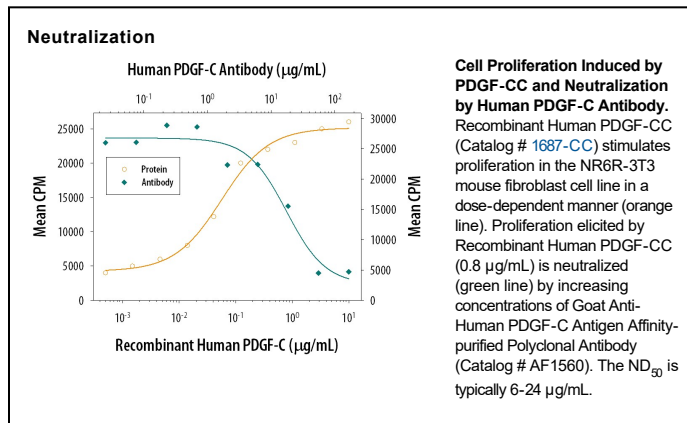 Neutralization
Human PDGF-C Antibody (µg/mL)
10⁻¹ 10⁰ 10¹ 10²
25000
20000
15000
10000
5000
0
Mean CPM
Protein
Antibody
30000
25000
20000
15000
10000
5000
0
Mean CPM
10⁻³ 10⁻² 10⁻¹ 10⁰ 10¹
Recombinant Human PDGF-C (µg/mL)
Cell Proliferation Induced by
PDGF-CC and Neutralization
by Human PDGF-C Antibody.
Recombinant Human PDGF-CC
(Catalog # 1687-CC) stimulates
proliferation in the NR6R-3T3
mouse fibroblast cell line in a
dose-dependent manner (orange
line). Proliferation elicited by
Recombinant Human PDGF-CC
(0.8 µg/mL) is neutralized
(green line) by increasing
concentrations of Goat Anti-
Human PDGF-C Antigen Affinity-
purified Polyclonal Antibody
(Catalog # AF1560). The ND₅₀ is
typically 6-24 µg/mL.